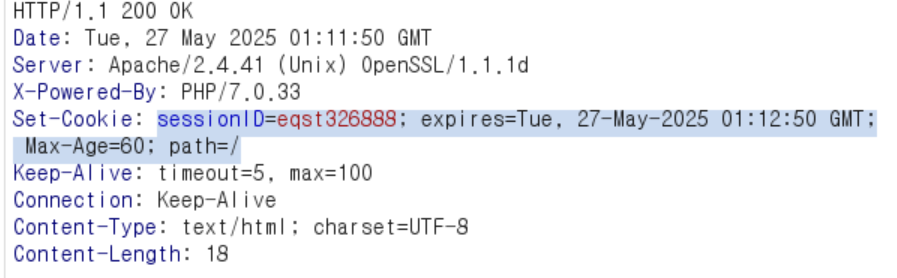 HTTP/1.1 200 OK
Date: Tue, 27 May 2025 01:11:50 GMT
Server: Apache/2.4.41 (Unix) OpenSSL/1.1.1d
X-Powered-By: PHP/7.0.33
Set-Cookie: sessionID=eqst326888; expires=Tue, 27-May-2025 01:12:50 GMT;
Max-Age=60; path=/
Keep-Alive: timeout=5, max=100
Connection: Keep-Alive
Content-Type: text/html; charset=UTF-8
Content-Length: 18